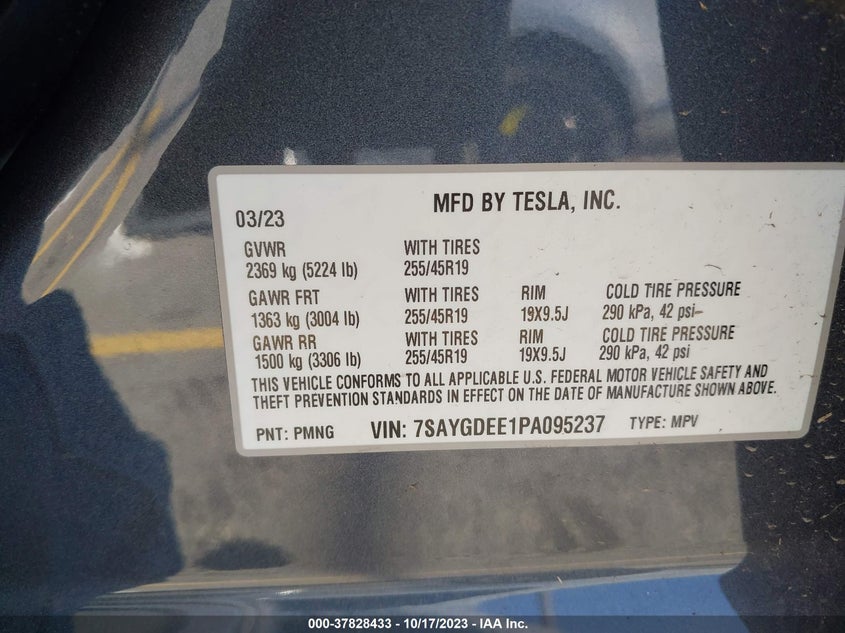 MFD BY TESLA, INC.
03/23
GVWR WITH TIRES
2369 kg (5224 lb) 255/45R19
GAWR FRT WITH TIRES RIM COLD TIRE PRESSURE
1363 kg (3004 lb) 255/45R19 19X9.5J 290 kPa, 42 psi
GAWR RR WITH TIRES RIM COLD TIRE PRESSURE
1500 kg (3306 lb) 255/45R19 19X9.5J 290 kPa, 42 psi
THIS VEHICLE CONFORMS TO ALL APPLICABLE U.S. FEDERAL MOTOR VEHICLE SAFETY AND
THEFT PREVENTION STANDARDS IN EFFECT ON THE DATE OF MANUFACTURE SHOWN ABOVE.
PNT: PMNG VIN: 7SAYGDEE1PA095237 TYPE: MPV
000-37828433 - 10/17/2023 - IAA Inc.